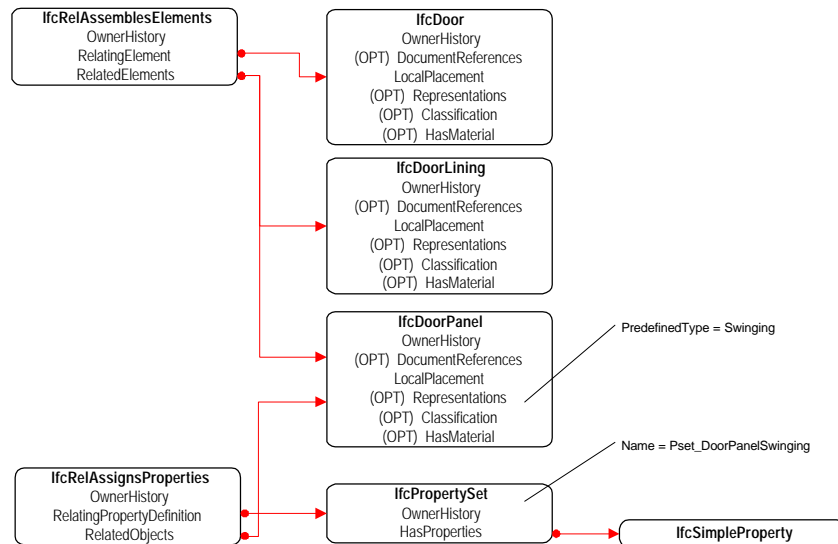 IfcRelAssemblesElements
OwnerHistory
RelatingElement
RelatedElements
IfcDoor
OwnerHistory
(OPT) DocumentReferences
LocalPlacement
(OPT) Representations
(OPT) Classification
(OPT) HasMaterial
IfcDoorLining
OwnerHistory
(OPT) DocumentReferences
LocalPlacement
(OPT) Representations
(OPT) Classification
(OPT) HasMaterial
IfcDoorPanel
OwnerHistory
(OPT) DocumentReferences
LocalPlacement
(OPT) Representations
(OPT) Classification
(OPT) HasMaterial
PredefinedType = Swinging
Name = Pset_DoorPanelSwinging
IfcRelAssignsProperties
OwnerHistory
RelatingPropertyDefinition
RelatedObjects
IfcPropertySet
OwnerHistory
HasProperties
IfcSimpleProperty